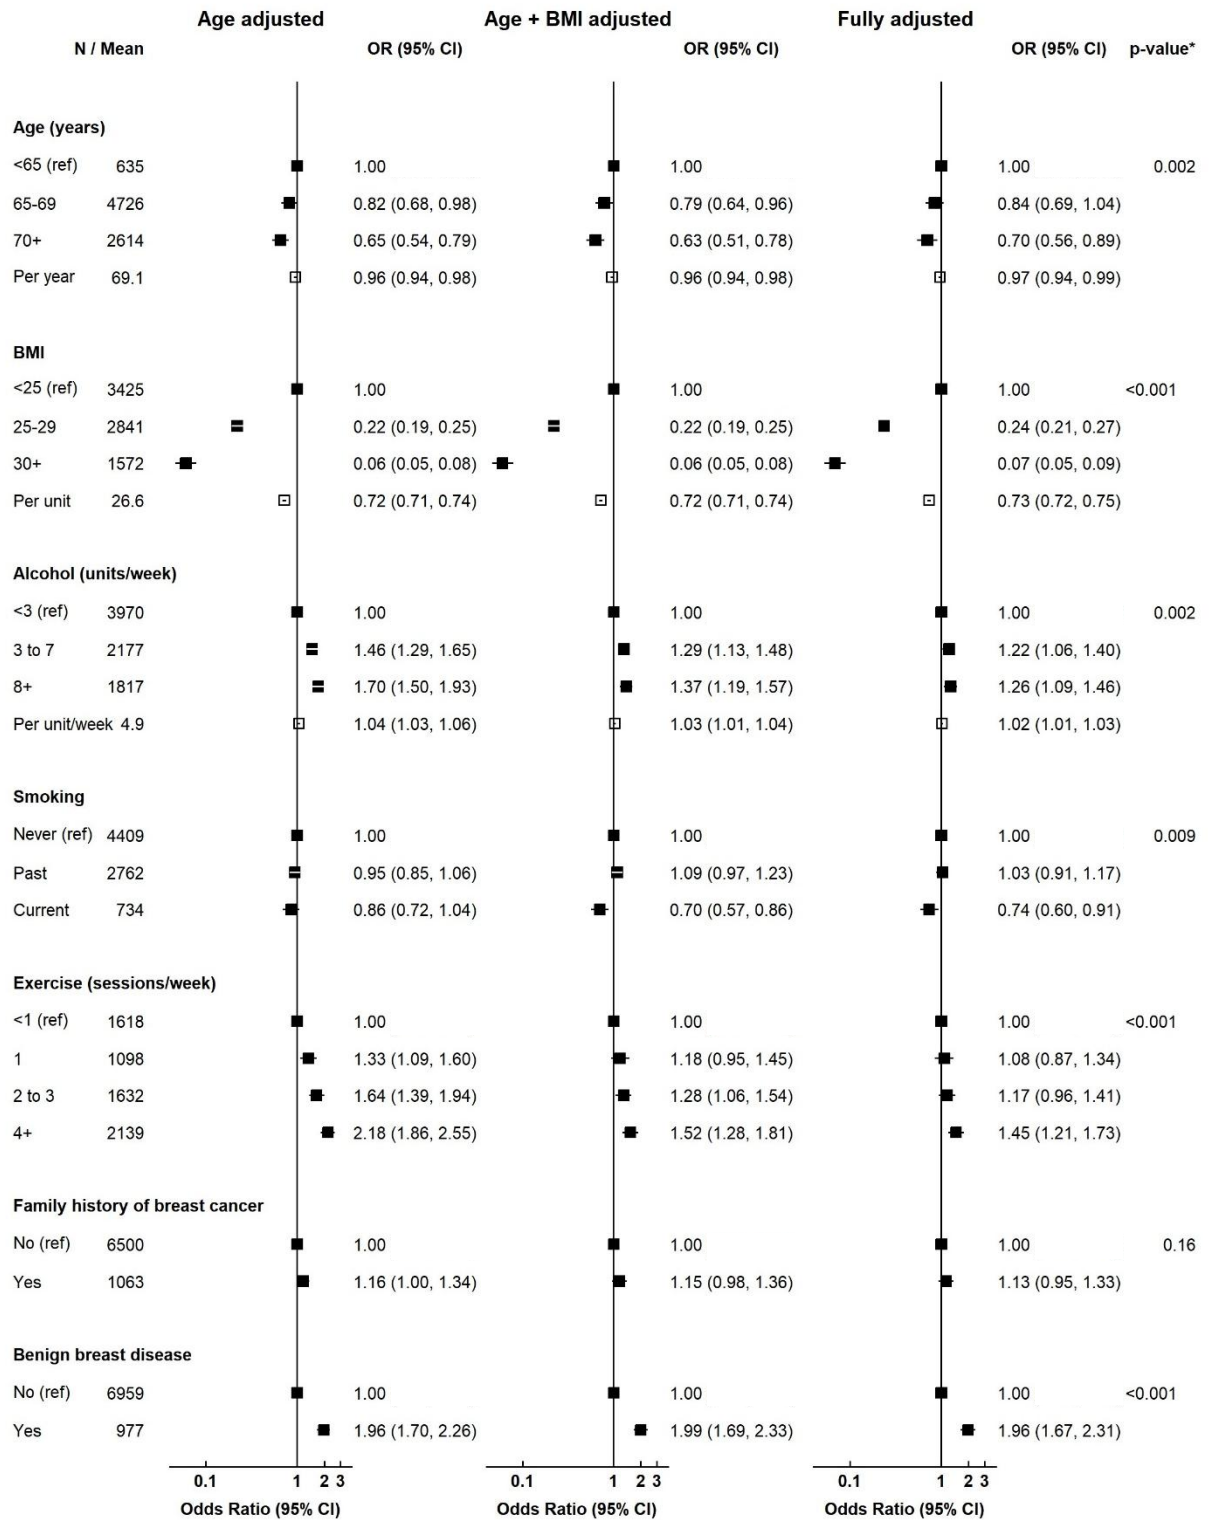 Age adjusted Age + BMI adjusted Fully adjusted
N / Mean OR (95% CI) OR (95% CI) OR (95% CI) p-value*
Age (years)
<65 (ref) 635 1.00 1.00 1.00 0.002
65-69 4726 0.82 (0.68, 0.98) 0.79 (0.64, 0.96) 0.84 (0.69, 1.04)
70+ 2614 0.65 (0.54, 0.79) 0.63 (0.51, 0.78) 0.70 (0.56, 0.89)
Per year 69.1 0.96 (0.94, 0.98) 0.96 (0.94, 0.98) 0.97 (0.94, 0.99)
BMI
<25 (ref) 3425 1.00 1.00 1.00 <0.001
25-29 2841 0.22 (0.19, 0.25) 0.22 (0.19, 0.25) 0.24 (0.21, 0.27)
30+ 1572 0.06 (0.05, 0.08) 0.06 (0.05, 0.08) 0.07 (0.05, 0.09)
Per unit 26.6 0.72 (0.71, 0.74) 0.72 (0.71, 0.74) 0.73 (0.72, 0.75)
Alcohol (units/week)
<3 (ref) 3970 1.00 1.00 1.00 0.002
3 to 7 2177 1.46 (1.29, 1.65) 1.29 (1.13, 1.48) 1.22 (1.06, 1.40)
8+ 1817 1.70 (1.50, 1.93) 1.37 (1.19, 1.57) 1.26 (1.09, 1.46)
Per unit/week 4.9 1.04 (1.03, 1.06) 1.03 (1.01, 1.04) 1.02 (1.01, 1.03)
Smoking
Never (ref) 4409 1.00 1.00 1.00 0.009
Past 2762 0.95 (0.85, 1.06) 1.09 (0.97, 1.23) 1.03 (0.91, 1.17)
Current 734 0.86 (0.72, 1.04) 0.70 (0.57, 0.86) 0.74 (0.60, 0.91)
Exercise (sessions/week)
<1 (ref) 1618 1.00 1.00 1.00 <0.001
1 1098 1.33 (1.09, 1.60) 1.18 (0.95, 1.45) 1.08 (0.87, 1.34)
2 to 3 1632 1.64 (1.39, 1.94) 1.28 (1.06, 1.54) 1.17 (0.96, 1.41)
4+ 2139 2.18 (1.86, 2.55) 1.52 (1.28, 1.81) 1.45 (1.21, 1.73)
Family history of breast cancer
No (ref) 6500 1.00 1.00 1.00 0.16
Yes 1063 1.16 (1.00, 1.34) 1.15 (0.98, 1.36) 1.13 (0.95, 1.33)
Benign breast disease
No (ref) 6959 1.00 1.00 1.00 <0.001
Yes 977 1.96 (1.70, 2.26) 1.99 (1.69, 2.33) 1.96 (1.67, 2.31)
0.1 1 2 3 0.1 1 2 3 0.1 1 2 3
Odds Ratio (95% CI) Odds Ratio (95% CI) Odds Ratio (95% CI)